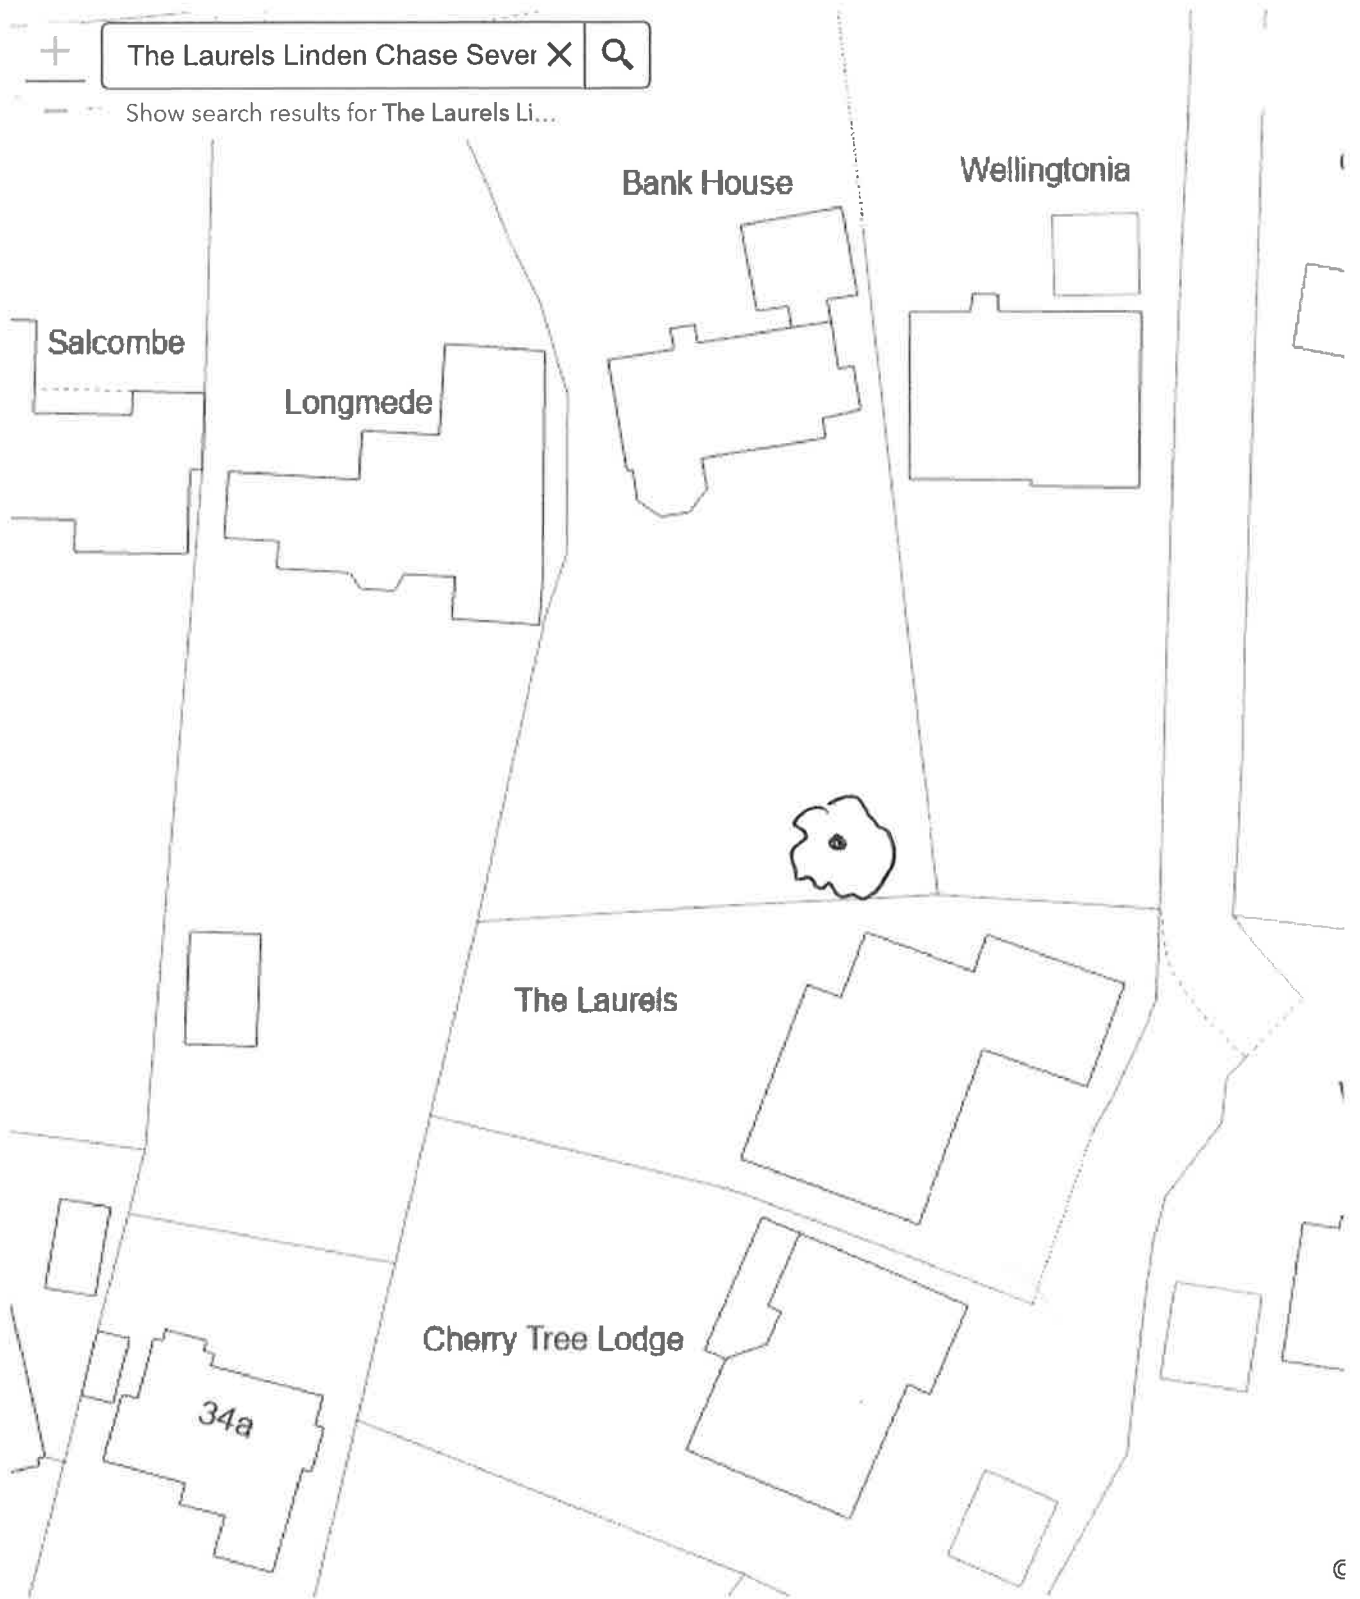 The Laurels Linden Chase Sever
Show search results for The Laurels Li...
Bank House
Wellingtonia
Salcombe
Longmede
The Laurels
Cherry Tree Lodge
34a
©